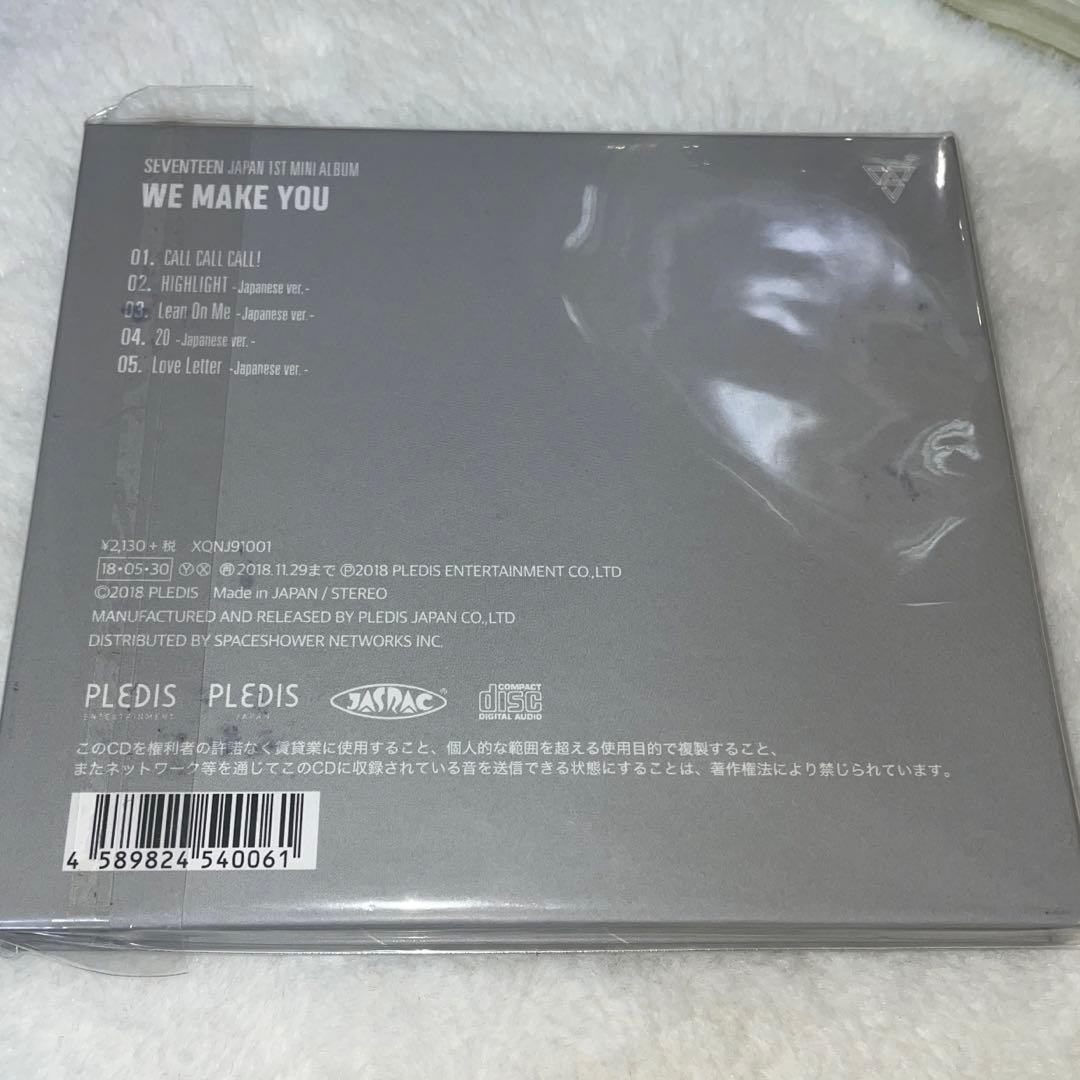 SEVENTEEN JAPAN 1ST MINI ALBUM
WE MAKE YOU
01. CALL CALL CALL!
02. HIGHLIGHT -Japanese ver.-
03. Lean On Me -Japanese ver.-
04. 20 -Japanese ver.-
05. Love Letter -Japanese ver.-
¥2,130+税 XQNJ91001
18・05・30 Ⓨ Ⓧ ㋲2018.11.29まで Ⓟ2018 PLEDIS ENTERTAINMENT CO.,LTD
©2018 PLEDIS Made in JAPAN / STEREO
MANUFACTURED AND RELEASED BY PLEDIS JAPAN CO.,LTD
DISTRIBUTED BY SPACESHOWER NETWORKS INC.
PLEDIS ENTERTAINMENT PLEDIS JAPAN JASRAC® COMPACT disc DIGITAL AUDIO
このCDを権利者の許諾なく賃貸業に使用すること、個人的な範囲を超える使用目的で複製すること、
またネットワーク等を通じてこのCDに収録されている音を送信できる状態にすることは、著作権法により禁じられています。
4 589824 540061